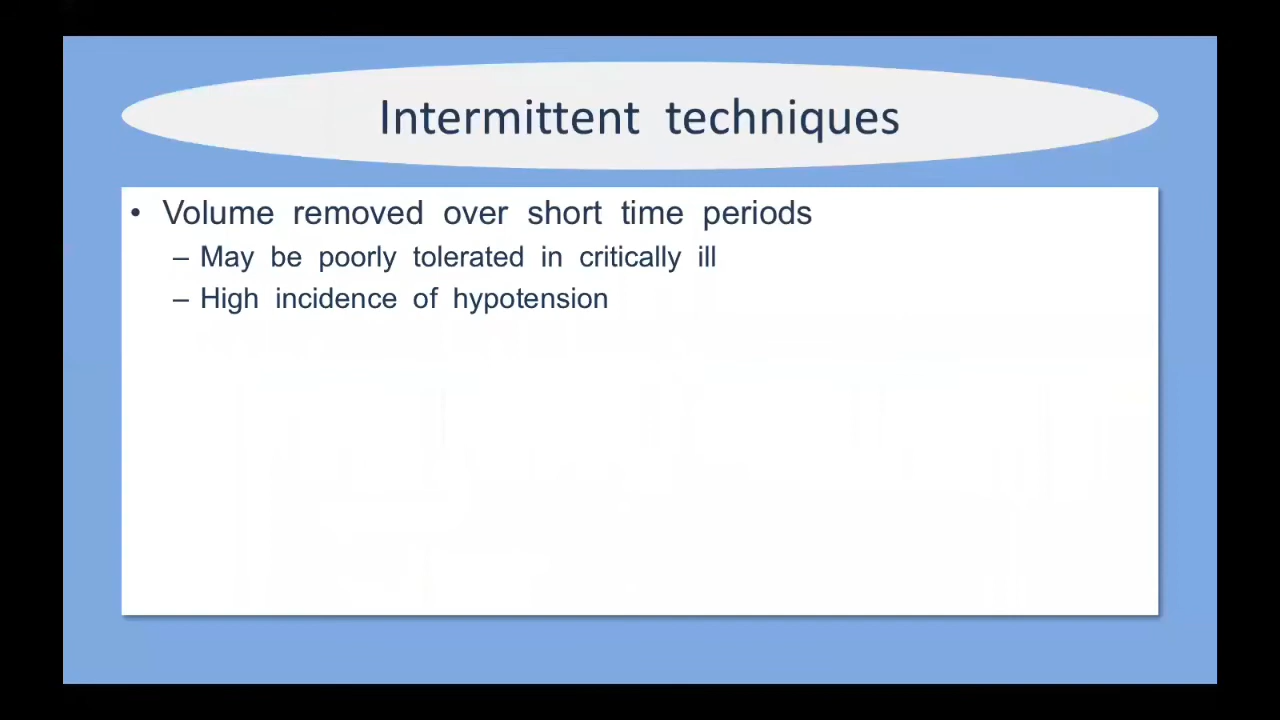 Intermittent techniques
• Volume removed over short time periods
– May be poorly tolerated in critically ill
– High incidence of hypotension